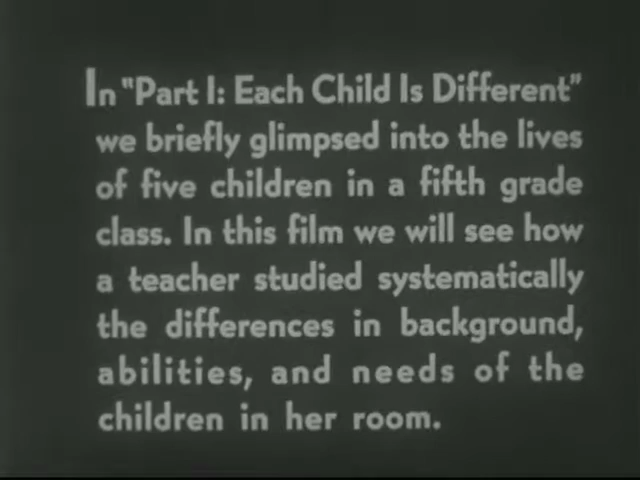 In "Part I: Each Child Is Different"
we briefly glimpsed into the lives
of five children in a fifth grade
class. In this film we will see how
a teacher studied systematically
the differences in background,
abilities, and needs of the
children in her room.